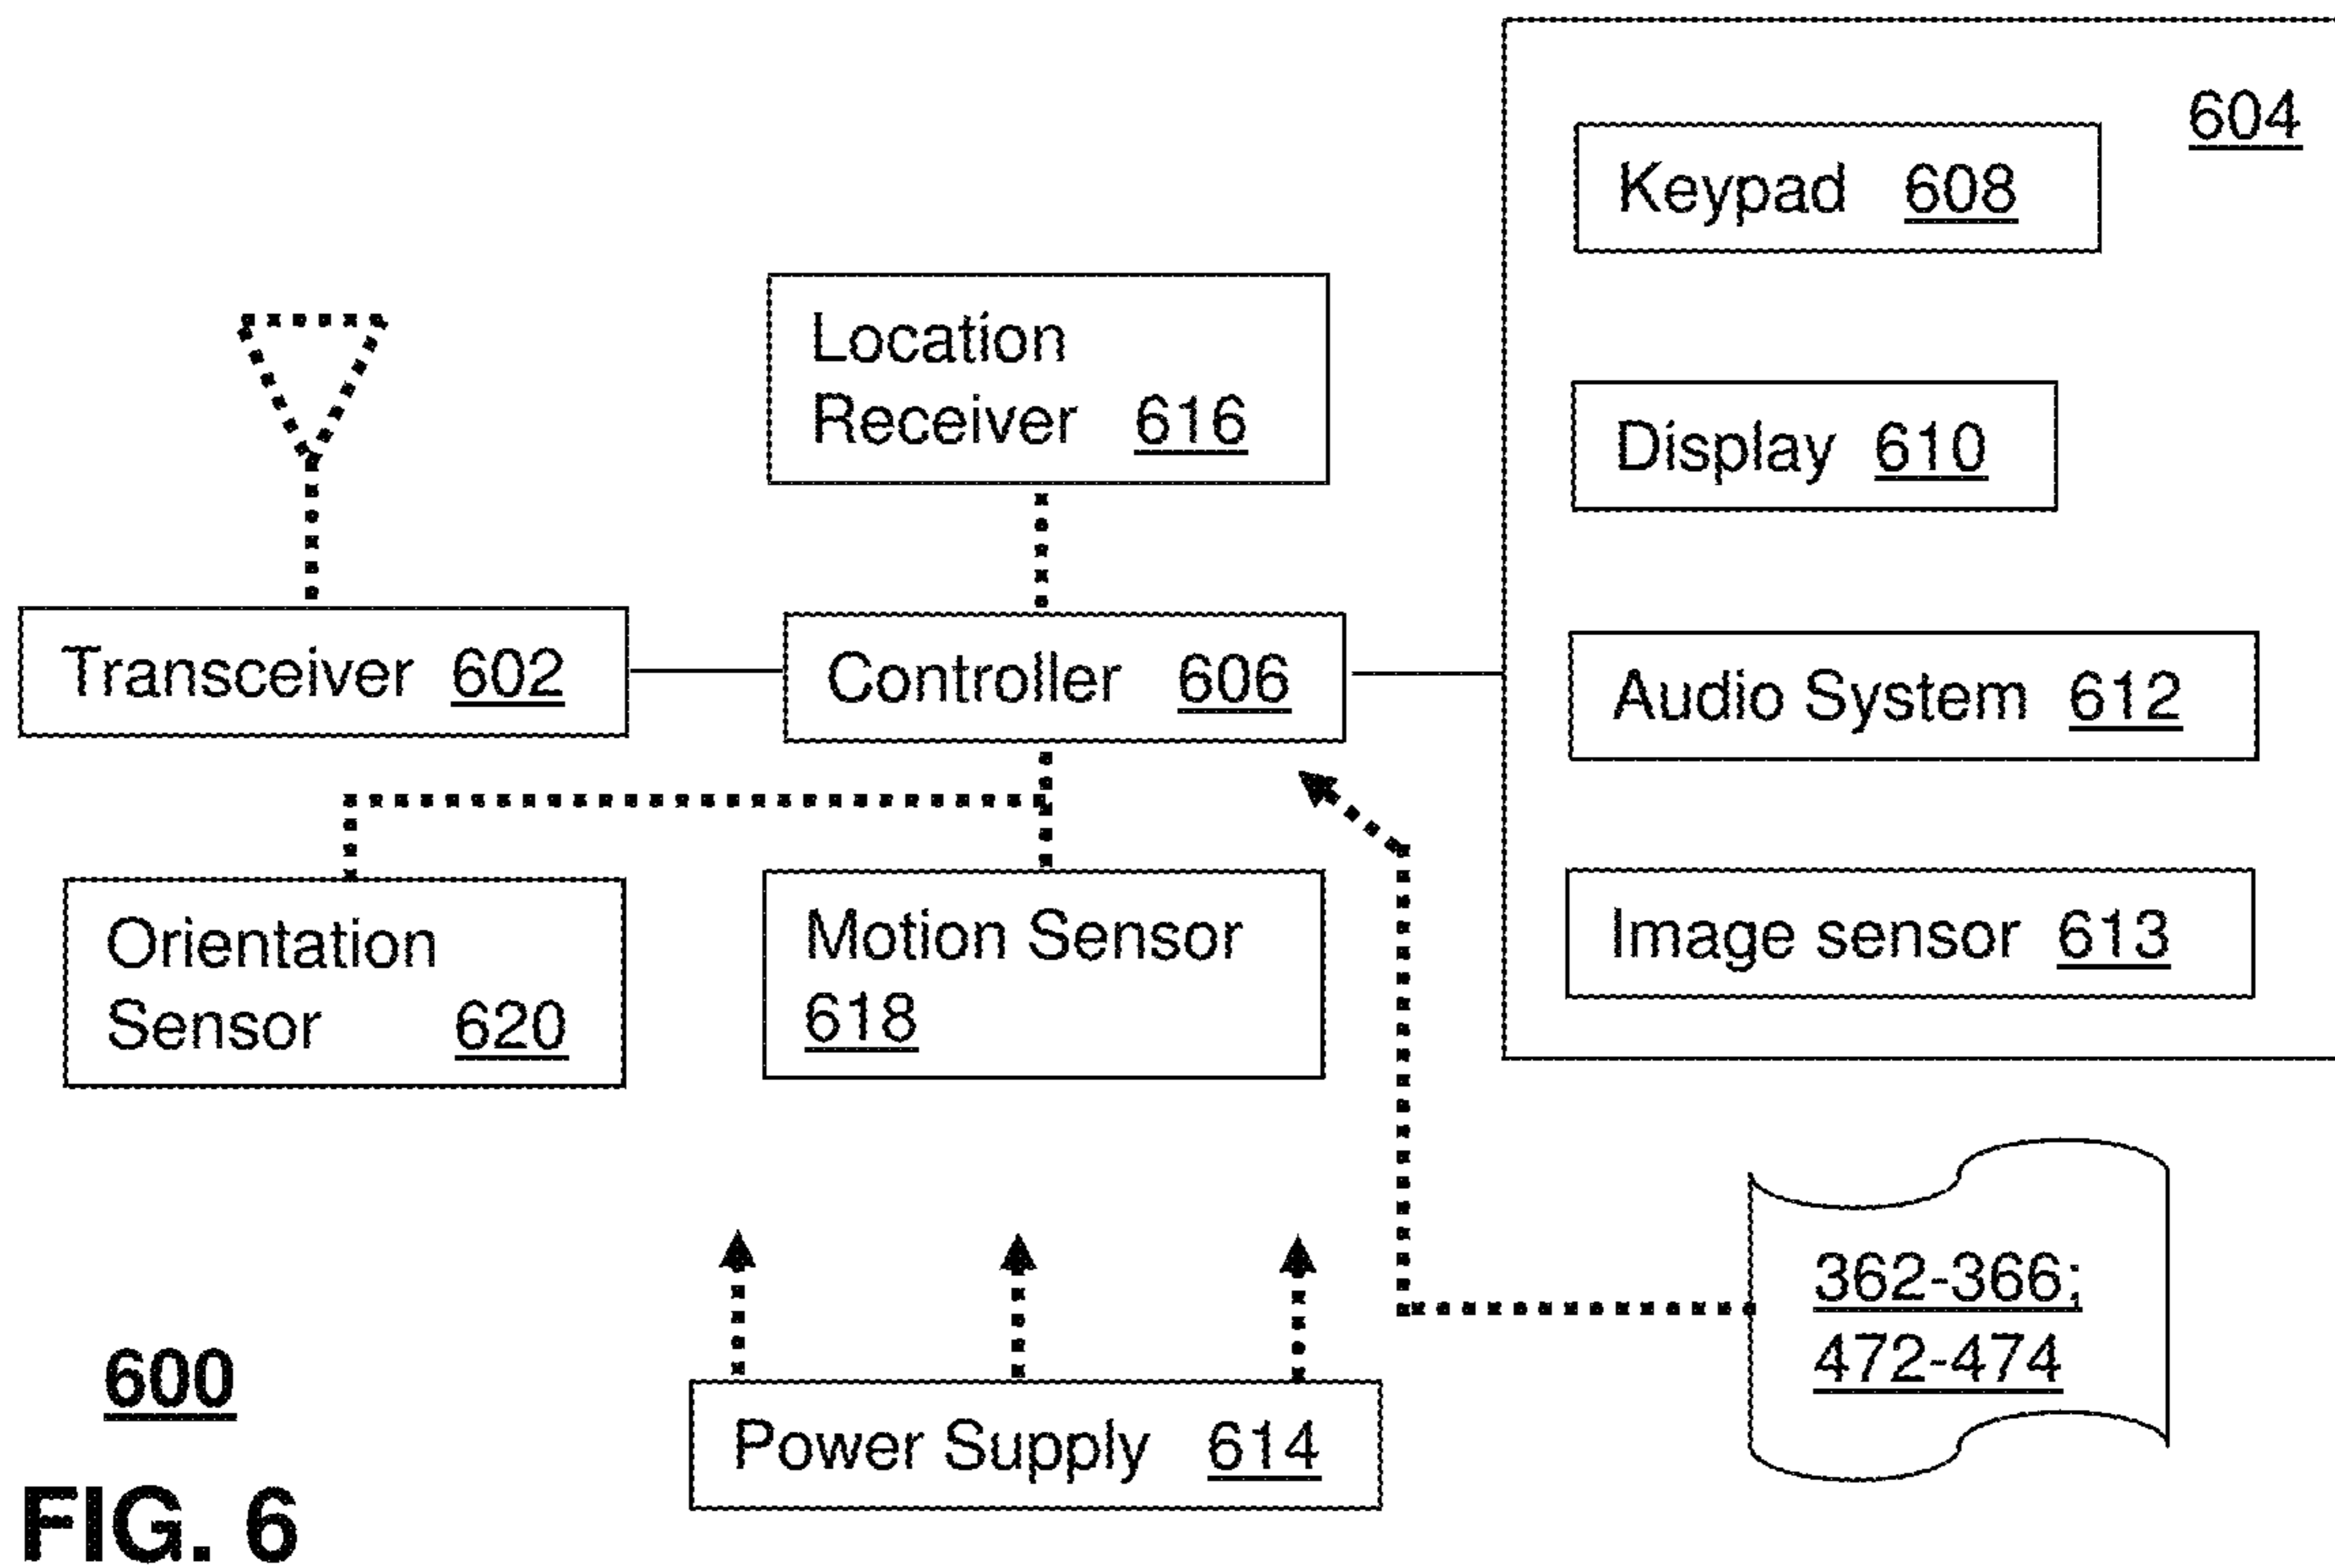 604
Keypad 608
Location
Receiver 616
Display 610
Transceiver 602
Controller 606
Audio System 612
Orientation
Sensor 620
Motion Sensor
618
Image sensor 613
362-366;
472-474
Power Supply 614
600
FIG. 6